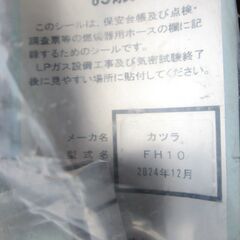 このシールは、保安台帳及び点検・
調査票等の燃焼器用ホースの欄に記
録するためのシールです。
LPガス設備工事及び気密試験終了
後に見易い場所に貼付してください。
メーカ名 カツラ
型式名 FH10
2024年12月